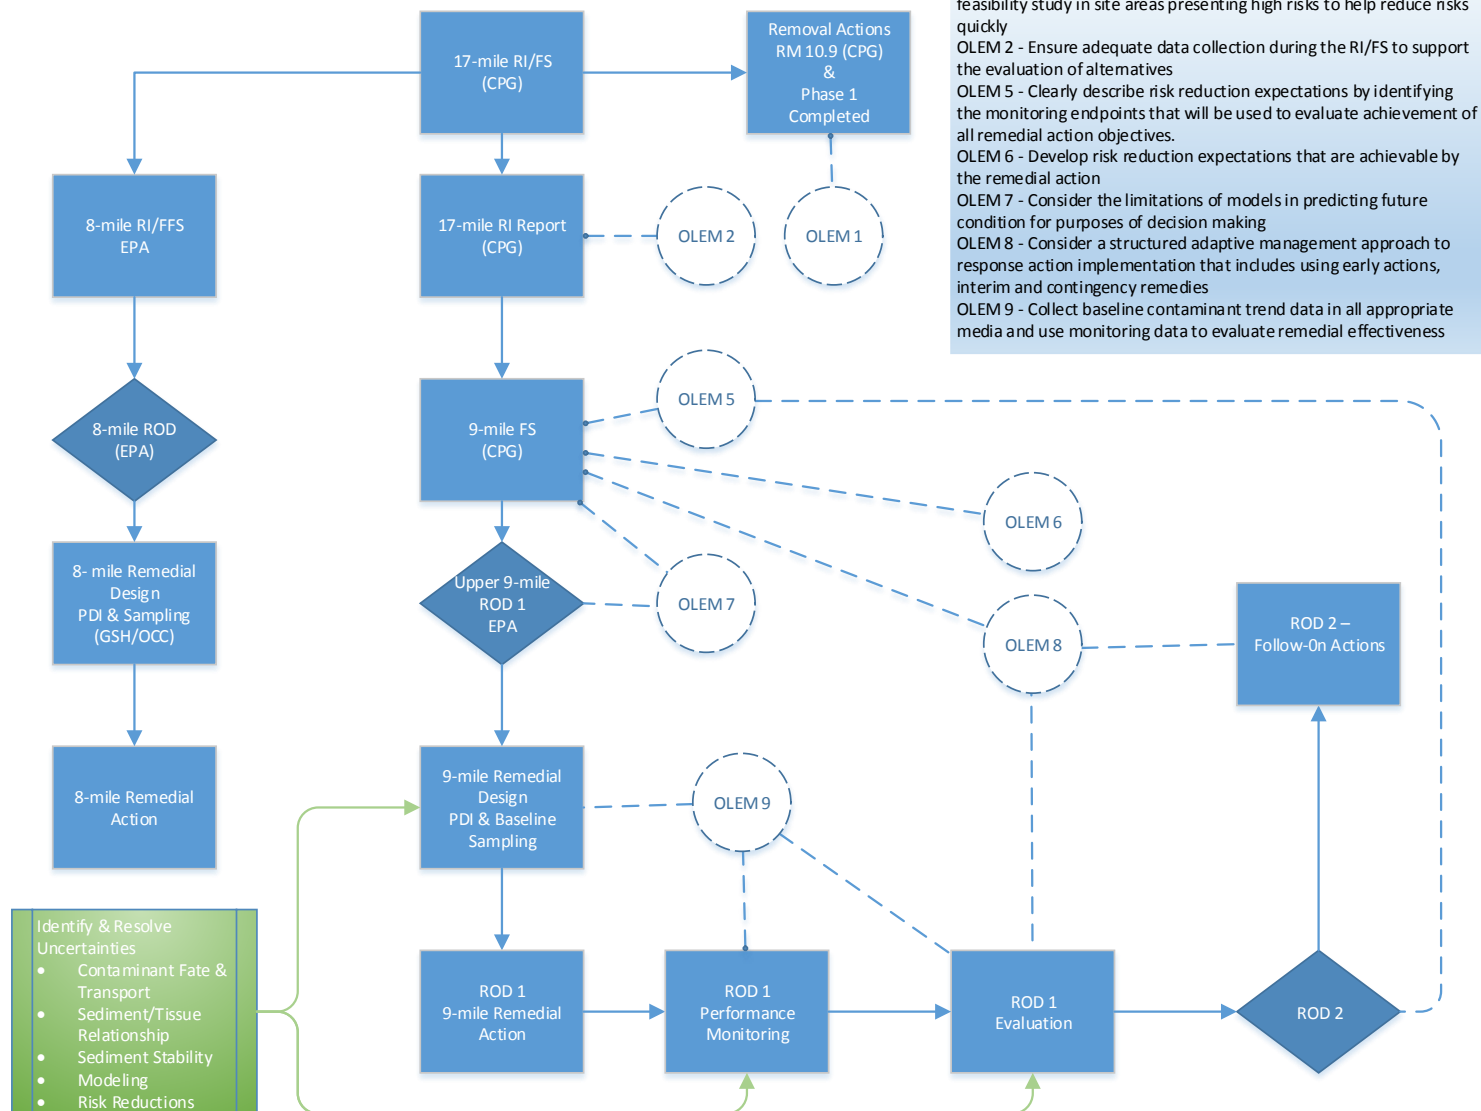 feasibility study in site areas presenting high risks to help reduce risks
quickly
OLEM 2 - Ensure adequate data collection during the RI/FS to support
the evaluation of alternatives
OLEM 5 - Clearly describe risk reduction expectations by identifying
the monitoring endpoints that will be used to evaluate achievement of
all remedial action objectives.
OLEM 6 - Develop risk reduction expectations that are achievable by
the remedial action
OLEM 7 - Consider the limitations of models in predicting future
condition for purposes of decision making
OLEM 8 - Consider a structured adaptive management approach to
response action implementation that includes using early actions,
interim and contingency remedies
OLEM 9 - Collect baseline contaminant trend data in all appropriate
media and use monitoring data to evaluate remedial effectiveness
17-mile RI/FS
(CPG)
Removal Actions
RM 10.9 (CPG)
&
Phase 1
Completed
8-mile RI/FFS
EPA
17-mile RI Report
(CPG)
OLEM 2
OLEM 1
8-mile ROD
(EPA)
9-mile FS
(CPG)
OLEM 5
OLEM 6
8- mile Remedial
Design
PDI & Sampling
(GSH/OCC)
Upper 9-mile
ROD 1
EPA
OLEM 7
OLEM 8
ROD 2 –
Follow-0n Actions
8-mile Remedial
Action
9-mile Remedial
Design
PDI & Baseline
Sampling
OLEM 9
Identify & Resolve
Uncertainties
• Contaminant Fate &
Transport
• Sediment/Tissue
Relationship
• Sediment Stability
• Modeling
• Risk Reductions
ROD 1
9-mile Remedial
Action
ROD 1
Performance
Monitoring
ROD 1
Evaluation
ROD 2